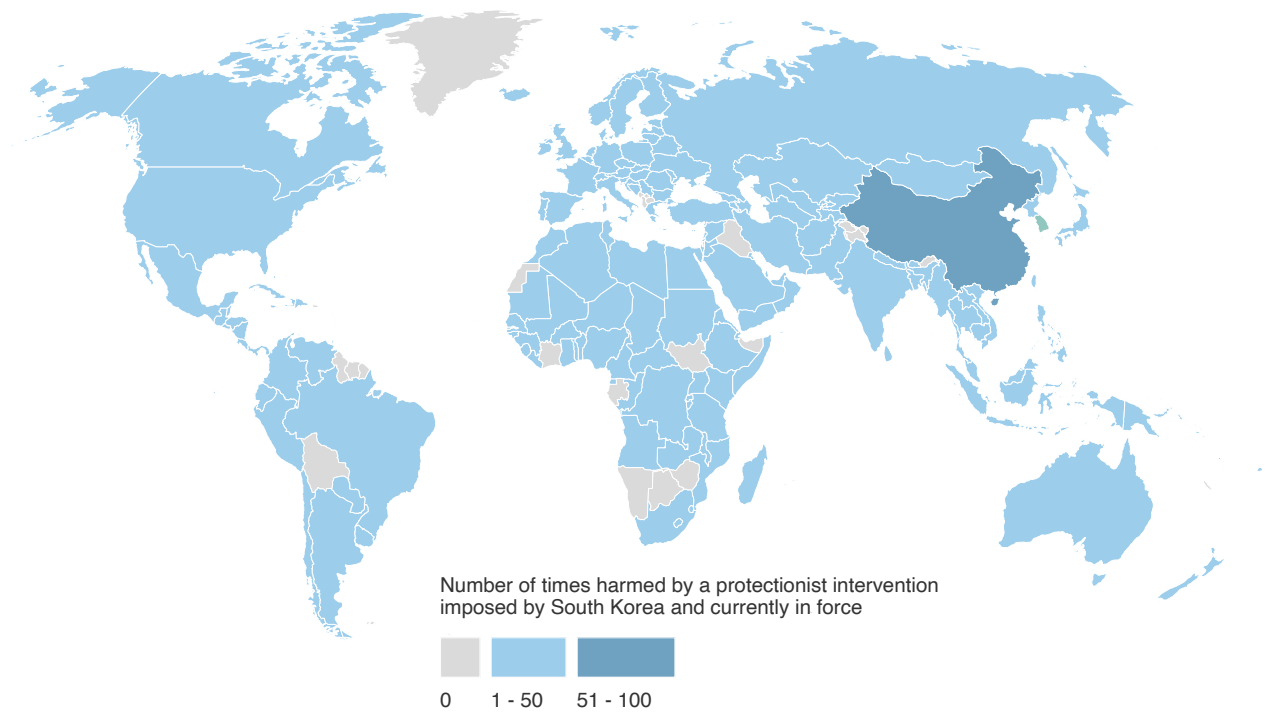 Number of times harmed by a protectionist intervention
imposed by South Korea and currently in force
0
1 - 50
51 - 100